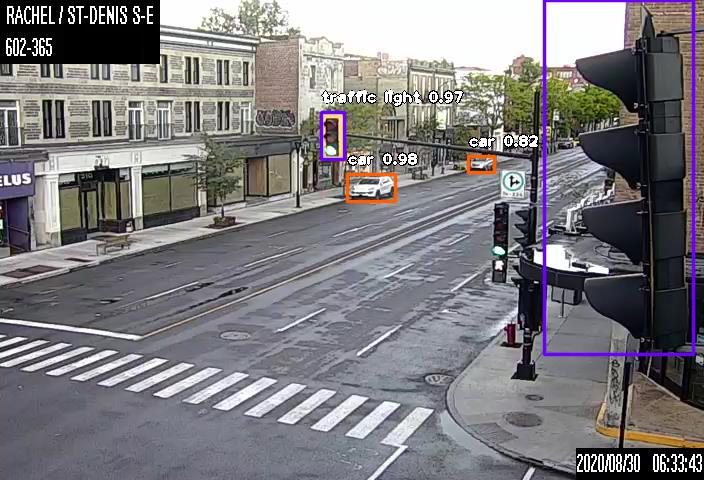 RACHEL / ST-DENIS S-E
602-365
traffic light 0.97
car 0.98
car 0.82
ELUS
2020/08/30 06:33:43